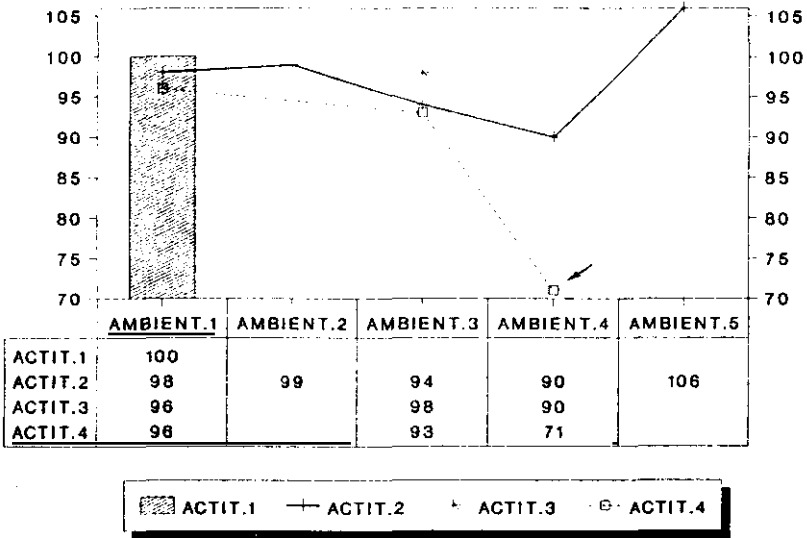 105 105
100 100
95 95
90 90
85 85
80 80
75 75
70 70
AMBIENT.1 AMBIENT.2 AMBIENT.3 AMBIENT.4 AMBIENT.5
ACTIT.1 100
ACTIT.2 98 99 94 90 106
ACTIT.3 96 98 90
ACTIT.4 96 93 71
ACTIT.1 ACTIT.2 ACTIT.3 ACTIT.4